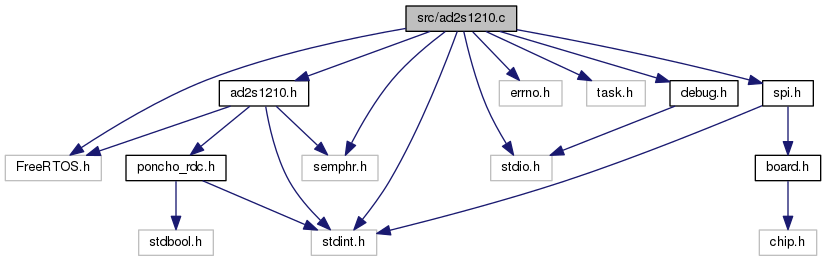 src/ad2s1210.c
ad2s1210.h
errno.h
task.h
debug.h
spi.h
FreeRTOS.h
poncho_rdc.h
semphr.h
stdio.h
board.h
stdbool.h
stdint.h
chip.h